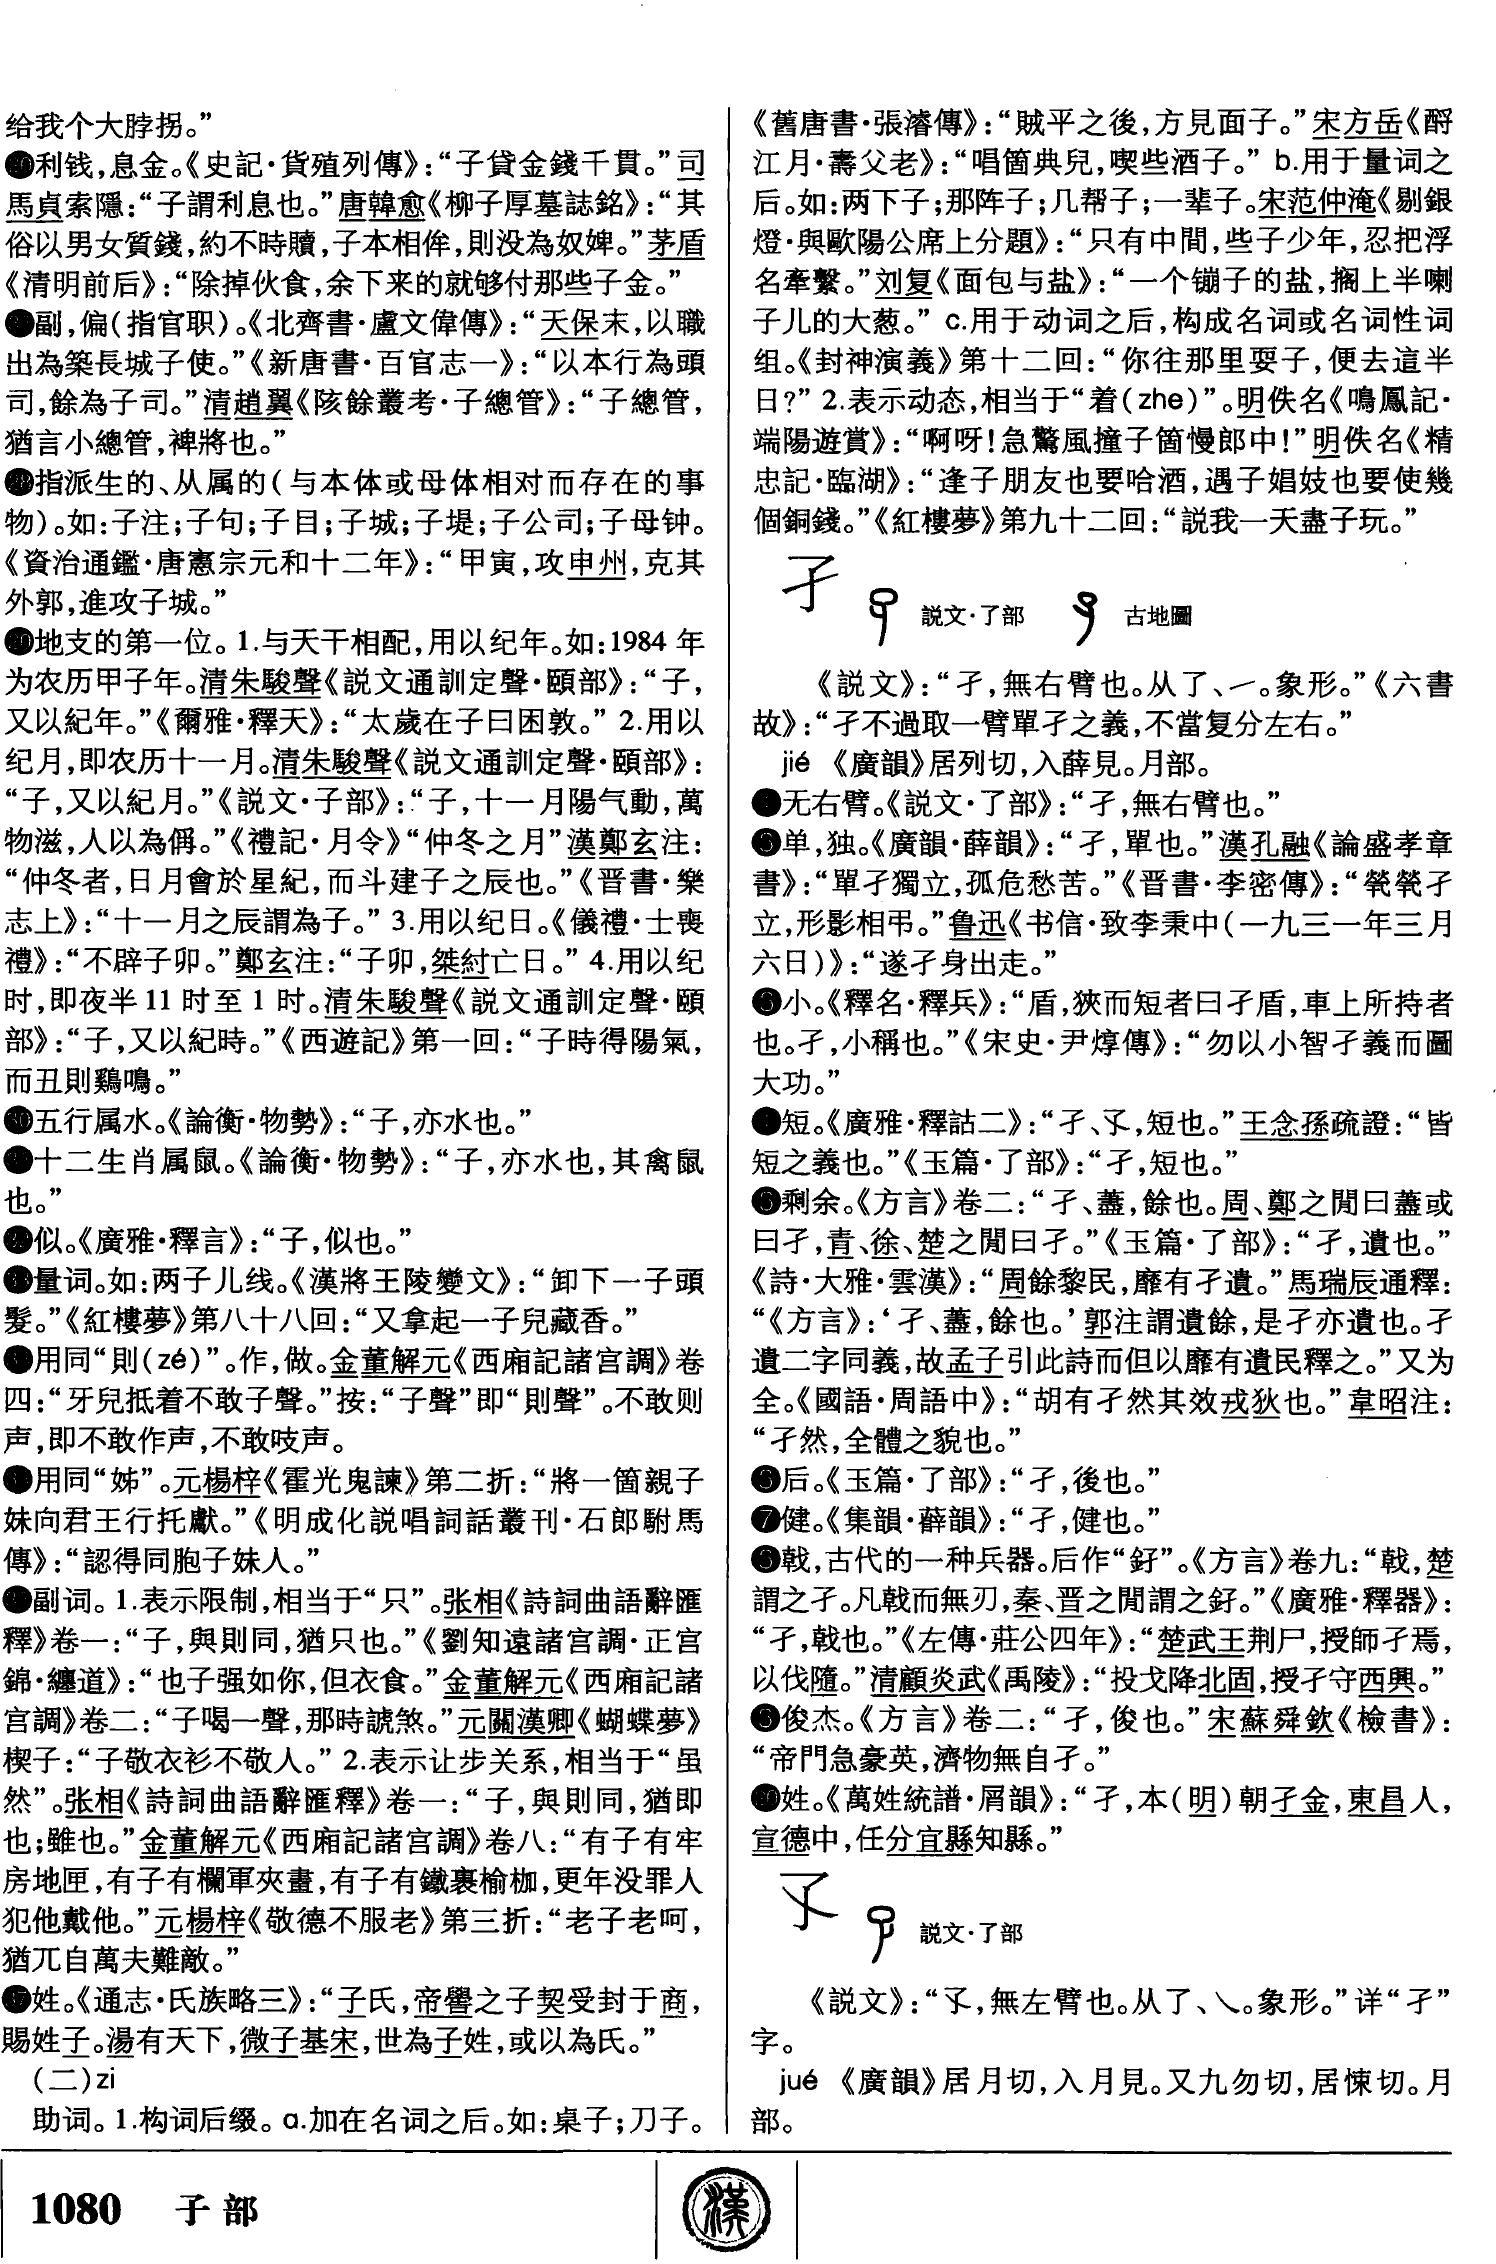 给我个大脖拐。”
利钱，息金。《史記·貨殖列傳》：“子貸金錢千貫。”司
馬貞索隱：“子謂利息也。”唐韓愈《柳子厚墓誌銘》：“其
俗以男女質錢，約不時贖，子本相侔，則没為奴婢。”茅盾
《清明前后》：“除掉伙食，余下来的就够付那些子金。”
副，偏（指官职）。《北齊書·盧文偉傳》：“天保末，以職
出為築長城子使。”《新唐書·百官志一》：“以本行為頭
司，餘為子司。”清趙翼《陔餘叢考·子總管》：“子總管，
猶言小總管，裨將也。”
指派生的、从属的（与本体或母体相对而存在的事
物）。如：子注；子句；子目；子城；子堤；子公司；子母钟。
《資治通鑑·唐憲宗元和十二年》：“甲寅，攻申州，克其
外郭，進攻子城。”
地支的第一位。1.与天干相配，用以纪年。如：1984 年
为农历甲子年。清朱駿聲《説文通訓定聲·頤部》：“子，
又以紀年。”《爾雅·釋天》：“太歲在子曰困敦。” 2.用以
纪月，即农历十一月。清朱駿聲《説文通訓定聲·頤部》：
“子，又以紀月。”《説文·子部》：“子，十一月陽气動，萬
物滋，人以為偁。”《禮記·月令》“仲冬之月”漢鄭玄注：
“仲冬者，日月會於星紀，而斗建子之辰也。”《晋書·樂
志上》：“十一月之辰謂為子。” 3.用以纪日。《儀禮·士喪
禮》：“不辟子卯。”鄭玄注：“子卯，桀紂亡日。” 4.用以纪
时，即夜半 11 时至 1 时。清朱駿聲《説文通訓定聲·頤
部》：“子，又以紀時。”《西遊記》第一回：“子時得陽氣，
而丑則鷄鳴。”
五行属水。《論衡·物勢》：“子，亦水也。”
十二生肖属鼠。《論衡·物勢》：“子，亦水也，其禽鼠
也。”
似。《廣雅·釋言》：“子，似也。”
量词。如：两子儿线。《漢將王陵變文》：“卸下一子頭
髮。”《紅樓夢》第八十八回：“又拿起一子兒藏香。”
用同“則（zé）”。作，做。金董解元《西廂記諸宫調》卷
四：“牙兒抵着不敢子聲。”按：“子聲”即“則聲”。不敢则
声，即不敢作声，不敢吱声。
用同“姊”。元楊梓《霍光鬼諫》第二折：“將一箇親子
妹向君王行托獻。”《明成化説唱詞話叢刊·石郎駙馬
傳》：“認得同胞子妹人。”
副词。1.表示限制，相当于“只”。张相《詩詞曲語辭匯
釋》卷一：“子，與則同，猶只也。”《劉知遠諸宫調·正宫
錦·纏道》：“也子强如你，但衣食。”金董解元《西廂記諸
宫調》卷二：“子喝一聲，那時諕煞。”元關漢卿《蝴蝶夢》
楔子：“子敬衣衫不敬人。” 2.表示让步关系，相当于“虽
然”。张相《詩詞曲語辭匯釋》卷一：“子，與則同，猶即
也；雖也。”金董解元《西廂記諸宫調》卷八：“有子有牢
房地匣，有子有欄軍夾畫，有子有鐵裹榆枷，更年没罪人
犯他戴他。”元楊梓《敬德不服老》第三折：“老子老呵，
猶兀自萬夫難敵。”
姓。《通志·氏族略三》：“子氏，帝嚳之子契受封于商，
賜姓子。湯有天下，微子基宋，世為子姓，或以為氏。”
（二）zi
助词。1.构词后缀。a.加在名词之后。如：桌子；刀子。
《舊唐書·張濬傳》：“賊平之後，方見面子。”宋方岳《酹
江月·壽父老》：“唱箇典兒，喫些酒子。” b.用于量词之
后。如：两下子；那阵子；几帮子；一辈子。宋范仲淹《剔銀
燈·與歐陽公席上分題》：“只有中間，些子少年，忍把浮
名牽繫。”刘复《面包与盐》：“一个镚子的盐，搁上半喇
子儿的大葱。” c.用于动词之后，构成名词或名词性词
组。《封神演義》第十二回：“你往那里耍子，便去這半
日？” 2.表示动态，相当于“着（zhe）”。明佚名《鳴鳳記·
端陽遊賞》：“啊呀！急驚風撞子箇慢郎中！”明佚名《精
忠記·臨湖》：“逢子朋友也要哈酒，遇子娼妓也要使幾
個銅錢。”《紅樓夢》第九十二回：“説我一天盡子玩。”
孑 説文·了部 古地圖
《説文》：“孑，無右臂也。从了、㇀。象形。”《六書
故》：“孑不過取一臂單孑之義，不當复分左右。”
jié 《廣韻》居列切，入薛見。月部。
无右臂。《説文·了部》：“孑，無右臂也。”
单，独。《廣韻·薛韻》：“孑，單也。”漢孔融《論盛孝章
書》：“單孑獨立，孤危愁苦。”《晋書·李密傳》：“煢煢孑
立，形影相弔。”鲁迅《书信·致李秉中（一九三一年三月
六日）》：“遂孑身出走。”
小。《釋名·釋兵》：“盾，狹而短者曰孑盾，車上所持者
也。孑，小稱也。”《宋史·尹焞傳》：“勿以小智孑義而圖
大功。”
短。《廣雅·釋詁二》：“孑、孓，短也。”王念孫疏證：“皆
短之義也。”《玉篇·了部》：“孑，短也。”
剩余。《方言》卷二：“孑、藎，餘也。周、鄭之閒曰藎或
曰孑，青、徐、楚之閒曰孑。”《玉篇·了部》：“孑，遺也。”
《詩·大雅·雲漢》：“周餘黎民，靡有孑遺。”馬瑞辰通釋：
“《方言》：‘孑、藎，餘也。’郭注謂遺餘，是孑亦遺也。孑
遺二字同義，故孟子引此詩而但以靡有遺民釋之。”又为
全。《國語·周語中》：“胡有孑然其效戎狄也。”韋昭注：
“孑然，全體之貌也。”
后。《玉篇·了部》：“孑，後也。”
❼健。《集韻·薛韻》：“孑，健也。”
戟，古代的一种兵器。后作“釨”。《方言》卷九：“戟，楚
謂之孑。凡戟而無刃，秦、晋之閒謂之釨。”《廣雅·釋器》：
“孑，戟也。”《左傳·莊公四年》：“楚武王荆尸，授師孑焉，
以伐隨。”清顧炎武《禹陵》：“投戈降北固，授孑守西興。”
俊杰。《方言》卷二：“孑，俊也。”宋蘇舜欽《檢書》：
“帝門急豪英，濟物無自孑。”
姓。《萬姓統譜·屑韻》：“孑，本（明）朝孑金，東昌人，
宣德中，任分宜縣知縣。”
孓 説文·了部
《説文》：“孓，無左臂也。从了、㇏。象形。”详“孑”
字。
jué 《廣韻》居月切，入月見。又九勿切，居悚切。月
部。
1080 子部
漢